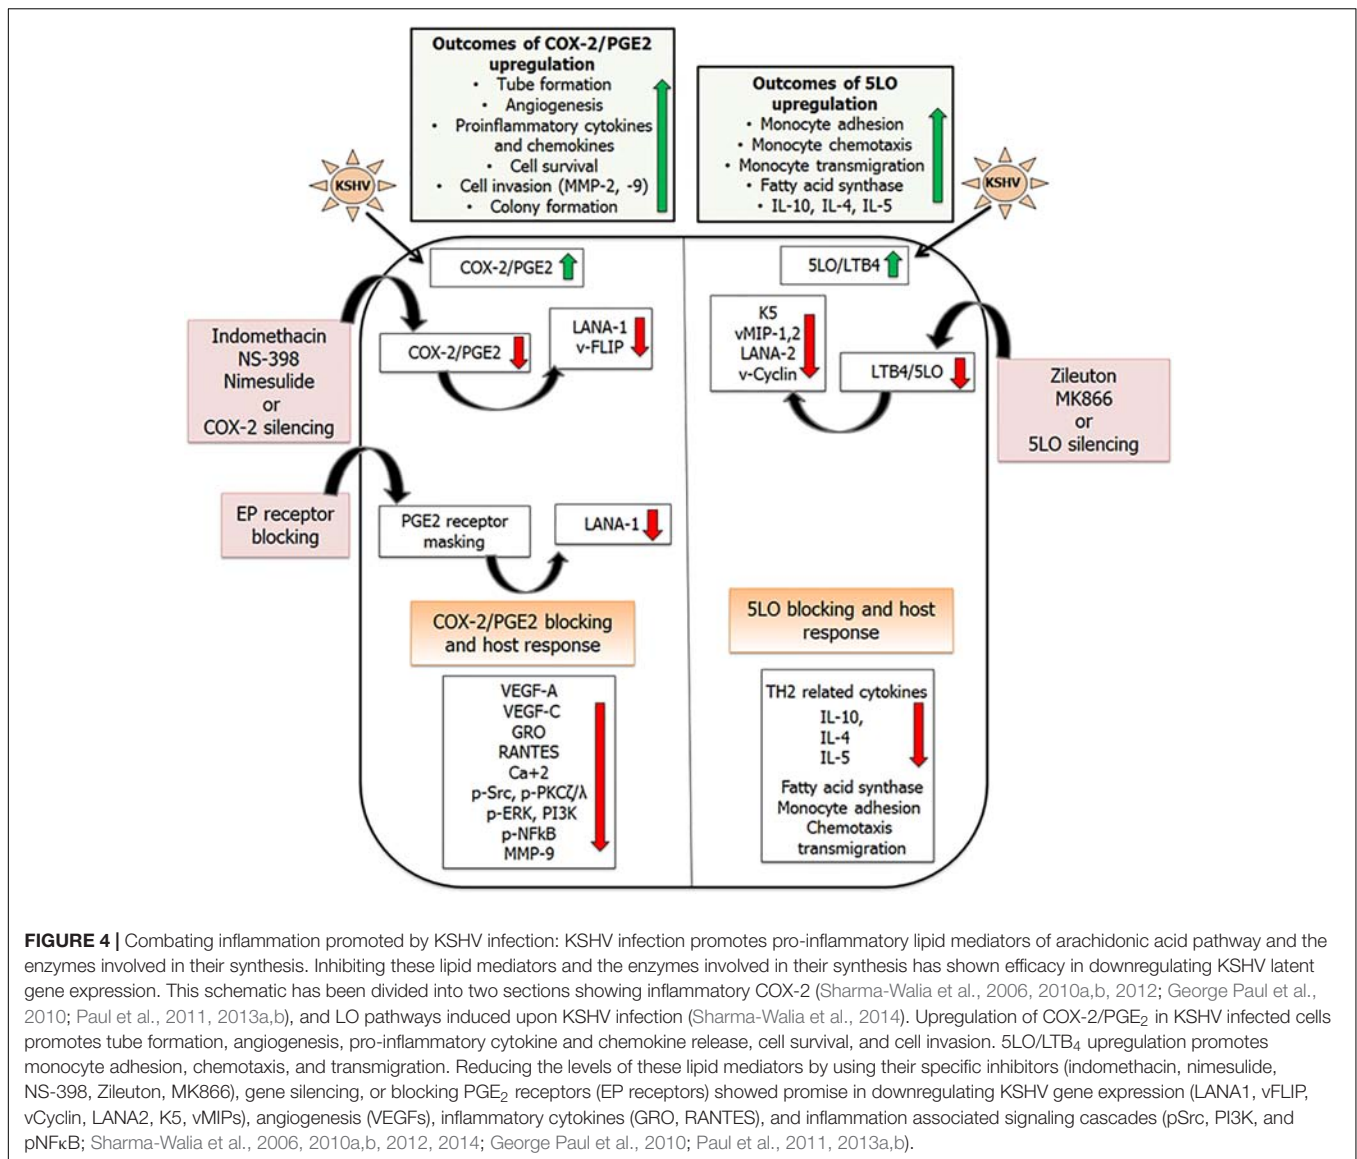 Outcomes of COX-2/PGE2
upregulation
• Tube formation
• Angiogenesis
• Proinflammatory cytokines
and chemokines
• Cell survival
• Cell invasion (MMP-2, -9)
• Colony formation
Outcomes of 5LO
upregulation
• Monocyte adhesion
• Monocyte chemotaxis
• Monocyte transmigration
• Fatty acid synthase
• IL-10, IL-4, IL-5
KSHV
KSHV
COX-2/PGE2
5LO/LTB4
Indomethacin
NS-398
Nimesulide
or
COX-2 silencing
COX-2/PGE2
LANA-1
v-FLIP
K5
vMIP-1,2
LANA-2
v-Cyclin
LTB4/5LO
Zileuton
MK866
or
5LO silencing
EP receptor
blocking
PGE2 receptor
masking
LANA-1
COX-2/PGE2 blocking
and host response
5LO blocking and host
response
VEGF-A
VEGF-C
GRO
RANTES
Ca+2
p-Src, p-PKCζ/λ
p-ERK, PI3K
p-NFkB
MMP-9
TH2 related cytokines
IL-10,
IL-4
IL-5
Fatty acid synthase
Monocyte adhesion
Chemotaxis
transmigration
FIGURE 4 | Combating inflammation promoted by KSHV infection: KSHV infection promotes pro-inflammatory lipid mediators of arachidonic acid pathway and the
enzymes involved in their synthesis. Inhibiting these lipid mediators and the enzymes involved in their synthesis has shown efficacy in downregulating KSHV latent
gene expression. This schematic has been divided into two sections showing inflammatory COX-2 (Sharma-Walia et al., 2006, 2010a,b, 2012; George Paul et al.,
2010; Paul et al., 2011, 2013a,b), and LO pathways induced upon KSHV infection (Sharma-Walia et al., 2014). Upregulation of COX-2/PGE₂ in KSHV infected cells
promotes tube formation, angiogenesis, pro-inflammatory cytokine and chemokine release, cell survival, and cell invasion. 5LO/LTB₄ upregulation promotes
monocyte adhesion, chemotaxis, and transmigration. Reducing the levels of these lipid mediators by using their specific inhibitors (indomethacin, nimesulide,
NS-398, Zileuton, MK866), gene silencing, or blocking PGE₂ receptors (EP receptors) showed promise in downregulating KSHV gene expression (LANA1, vFLIP,
vCyclin, LANA2, K5, vMIPs), angiogenesis (VEGFs), inflammatory cytokines (GRO, RANTES), and inflammation associated signaling cascades (pSrc, PI3K, and
pNFκB; Sharma-Walia et al., 2006, 2010a,b, 2012, 2014; George Paul et al., 2010; Paul et al., 2011, 2013a,b).